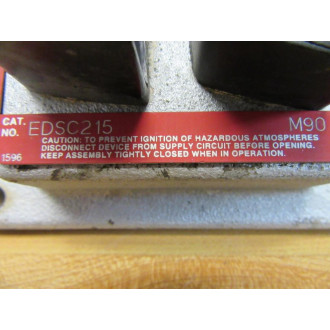 CAT. NO. EDSC215 M90
CAUTION: TO PREVENT IGNITION OF HAZARDOUS ATMOSPHERES
DISCONNECT DEVICE FROM SUPPLY CIRCUIT BEFORE OPENING.
1596 KEEP ASSEMBLY TIGHTLY CLOSED WHEN IN OPERATION.